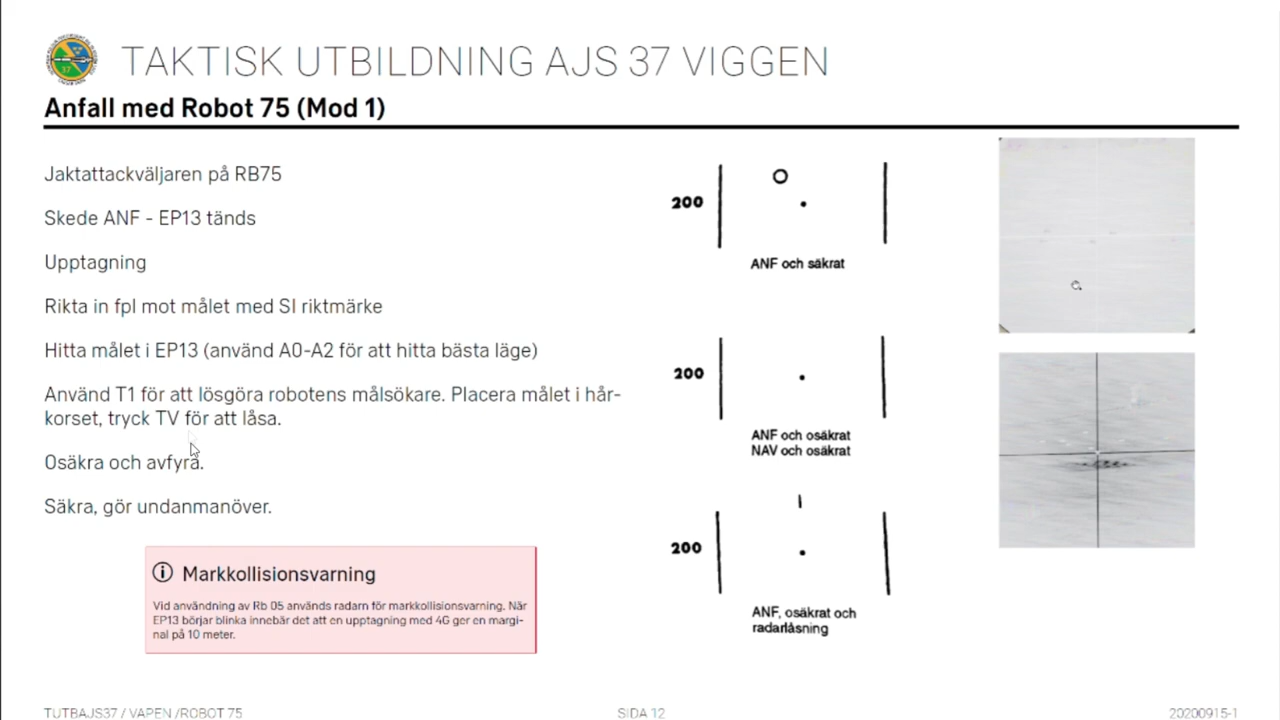 TAKTISK UTBILDNING AJS 37 VIGGEN
Anfall med Robot 75 (Mod 1)
Jaktattackväljaren på RB75
Skede ANF - EP13 tänds
Upptagning
Rikta in fpl mot målet med SI riktmärke
Hitta målet i EP13 (använd A0-A2 för att hitta bästa läge)
Använd T1 för att lösgöra robotens målsökare. Placera målet i hår-
korset, tryck TV för att låsa.
Osäkra och avfyra.
Säkra, gör undanmanöver.
Markkollisionsvarning
Vid användning av Rb 05 används radarn för markkollisionsvarning. När
EP13 börjar blinka innebär det att en upptagning med 4G ger en margi-
nal på 10 meter.
200
ANF och säkrat
200
ANF och osäkrat
NAV och osäkrat
200
ANF, osäkrat och
radarlåsning
TUTBAJS37 / VAPEN /ROBOT 75
SIDA 12
20200915-1